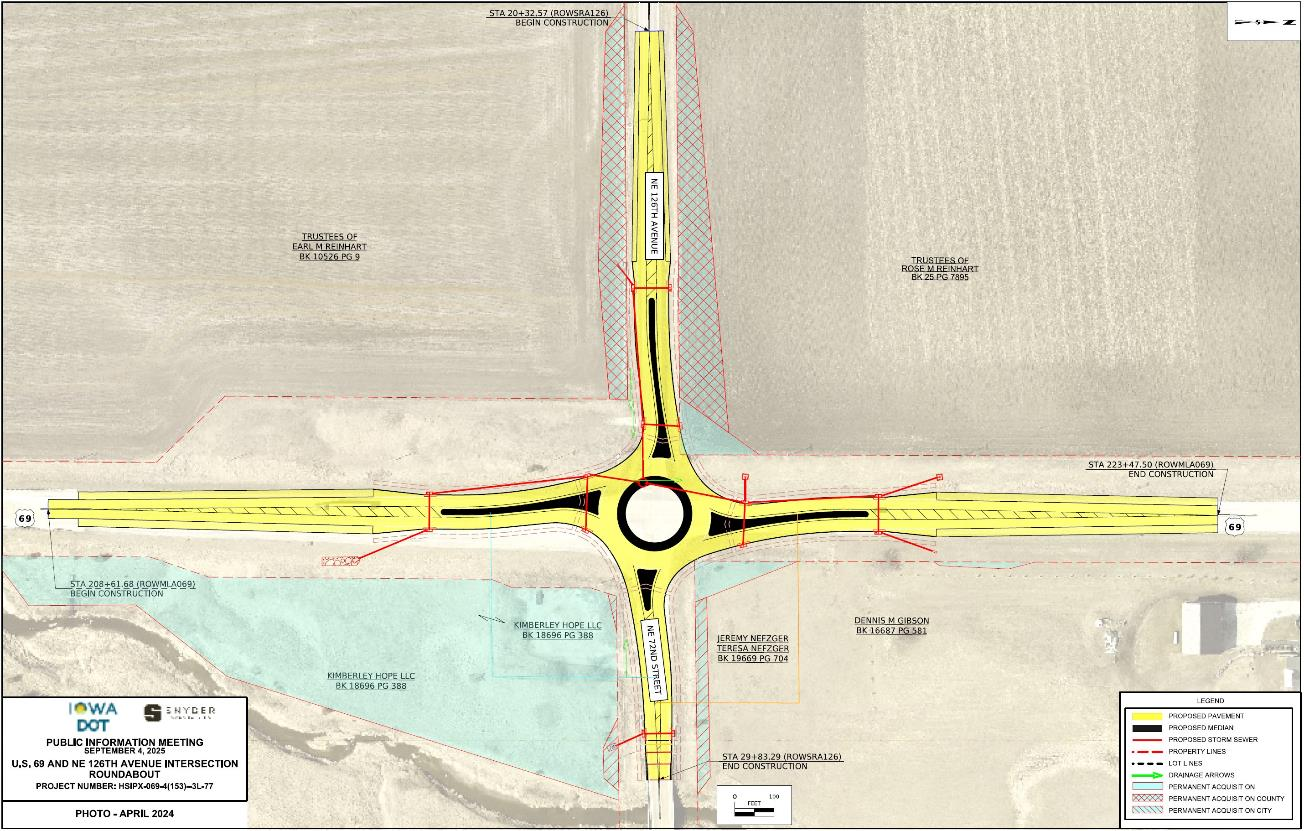 STA 20+32.57 (ROWSRA126)
BEGIN CONSTRUCTION
N
NE 126TH AVENUE
TRUSTEES OF
EARL M REINHART
BK 10526 PG 9
TRUSTEES OF
ROSE M REINHART
BK 25 PG 7895
STA 223+47.50 (ROWMLA069)
END CONSTRUCTION
69
69
STA 208+61.68 (ROWMLA069)
BEGIN CONSTRUCTION
KIMBERLEY HOPE LLC
BK 18696 PG 388
DENNIS M GIBSON
BK 16687 PG 581
JEREMY NEFZGER
TERESA NEFZGER
BK 19669 PG 704
NE 72ND STREET
KIMBERLEY HOPE LLC
BK 18696 PG 388
STA 29+83.29 (ROWSRA126)
END CONSTRUCTION
0 100
FEET
IOWA
DOT
SNYDER
PUBLIC INFORMATION MEETING
SEPTEMBER 4, 2025
U,S, 69 AND NE 126TH AVENUE INTERSECTION
ROUNDABOUT
PROJECT NUMBER: HSIPX-069-4(153)--3L-77
PHOTO - APRIL 2024
LEGEND
PROPOSED PAVEMENT
PROPOSED MEDIAN
PROPOSED STORM SEWER
PROPERTY LINES
LOT LINES
DRAINAGE ARROWS
PERMANENT ACQUISITION
PERMANENT ACQUISITION COUNTY
PERMANENT ACQUISITION CITY